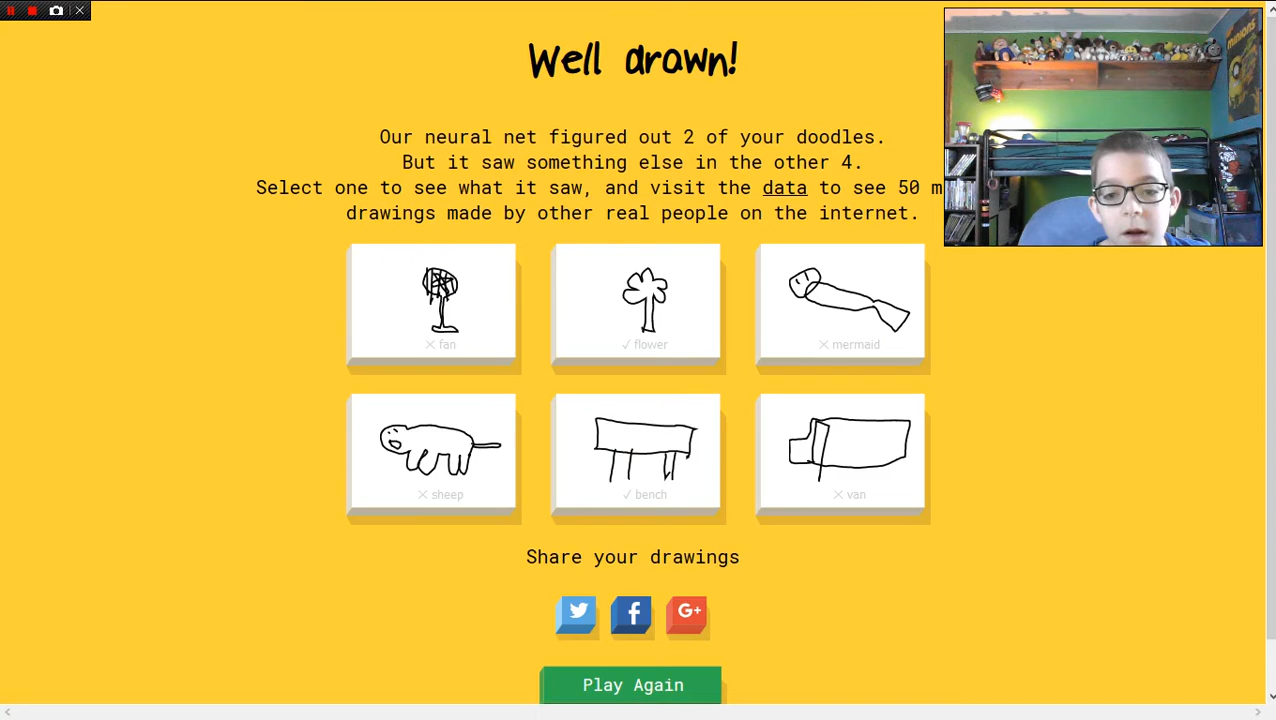 Well drawn!
Our neural net figured out 2 of your doodles.
But it saw something else in the other 4.
Select one to see what it saw, and visit the data to see 50 m
drawings made by other real people on the internet.
× fan
✓ flower
× mermaid
× sheep
✓ bench
× van
Share your drawings
f
G+
Play Again
MINIONS